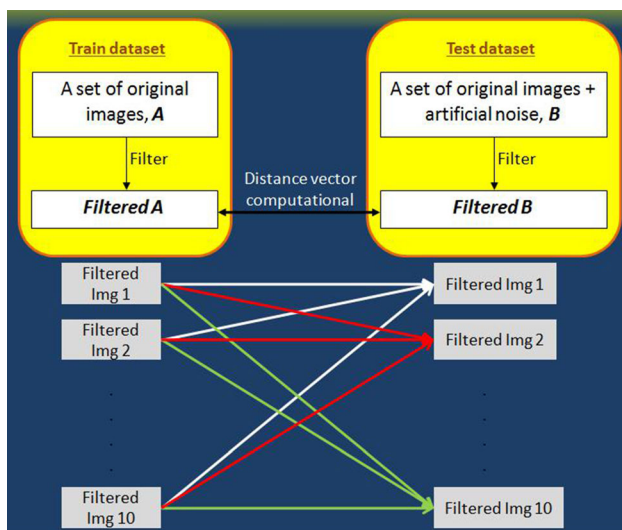 Train dataset
A set of original
images, A
Filter
Filtered A
Distance vector
computational
Test dataset
A set of original images +
artificial noise, B
Filter
Filtered B
Filtered
Img 1
Filtered
Img 2
Filtered
Img 10
Filtered Img 1
Filtered Img 2
Filtered Img 10